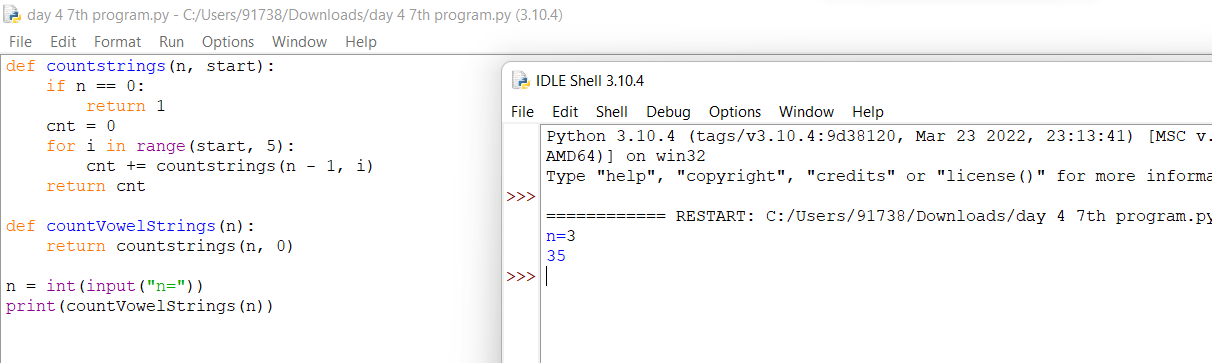 day 4 7th program.py - C:/Users/91738/Downloads/day 4 7th program.py (3.10.4)
File Edit Format Run Options Window Help
def countstrings(n, start):
    if n == 0:
        return 1
    cnt = 0
    for i in range(start, 5):
        cnt += countstrings(n - 1, i)
    return cnt

def countVowelStrings(n):
    return countstrings(n, 0)

n = int(input("n="))
print(countVowelStrings(n))
IDLE Shell 3.10.4
File Edit Shell Debug Options Window Help
Python 3.10.4 (tags/v3.10.4:9d38120, Mar 23 2022, 23:13:41) [MSC v.
AMD64)] on win32
Type "help", "copyright", "credits" or "license()" for more informa
>>>
============ RESTART: C:/Users/91738/Downloads/day 4 7th program.py
n=3
35
>>>